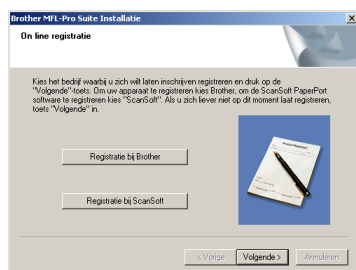 Brother MFL-Pro Suite Installatie
On line registratie
Kies het bedrijf waarbij u zich wilt laten inschrijven registreren en druk op de
"Volgende"-toets. Om uw apparaat te registreren kies Brother, om de ScanSoft PaperPort
software te registreren kies "ScanSoft". Als u zich liever niet op dit moment laat registreren,
toets "Volgende" in.
Registratie bij Brother
Registratie bij ScanSoft
Product Registration
< Vorige Volgende > Annuleren